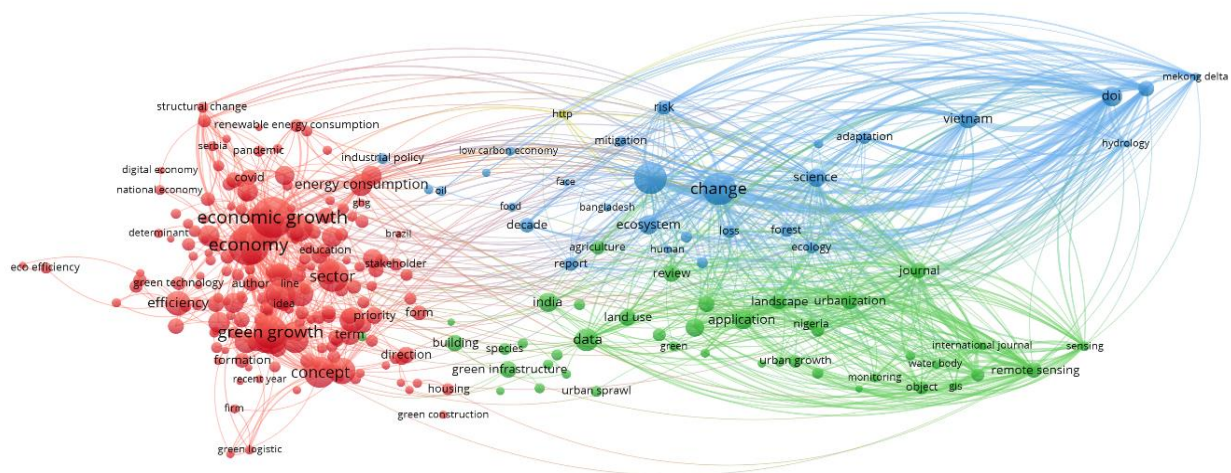 mekong delta
doi
structural change
risk
http
vietnam
renewable energy consumption
mitigation
adaptation
hydrology
serbia
pandemic
low carbon economy
industrial policy
digital economy
covid
energy consumption
face
science
national economy
oil
change
ghg
food
bangladesh
economic growth
decade
ecosystem
determinant
brazil
loss
forest
economy
education
agriculture
human
ecology
eco efficiency
stakeholder
report
green technology
author
line
sector
review
journal
efficiency
idea
india
landscape
urbanization
priority
form
land use
application
nigeria
green growth
term
building
data
green
international journal
sensing
formation
direction
species
urban growth
water body
recent year
concept
green infrastructure
remote sensing
monitoring
housing
urban sprawl
object
gis
firm
green construction
green logistic